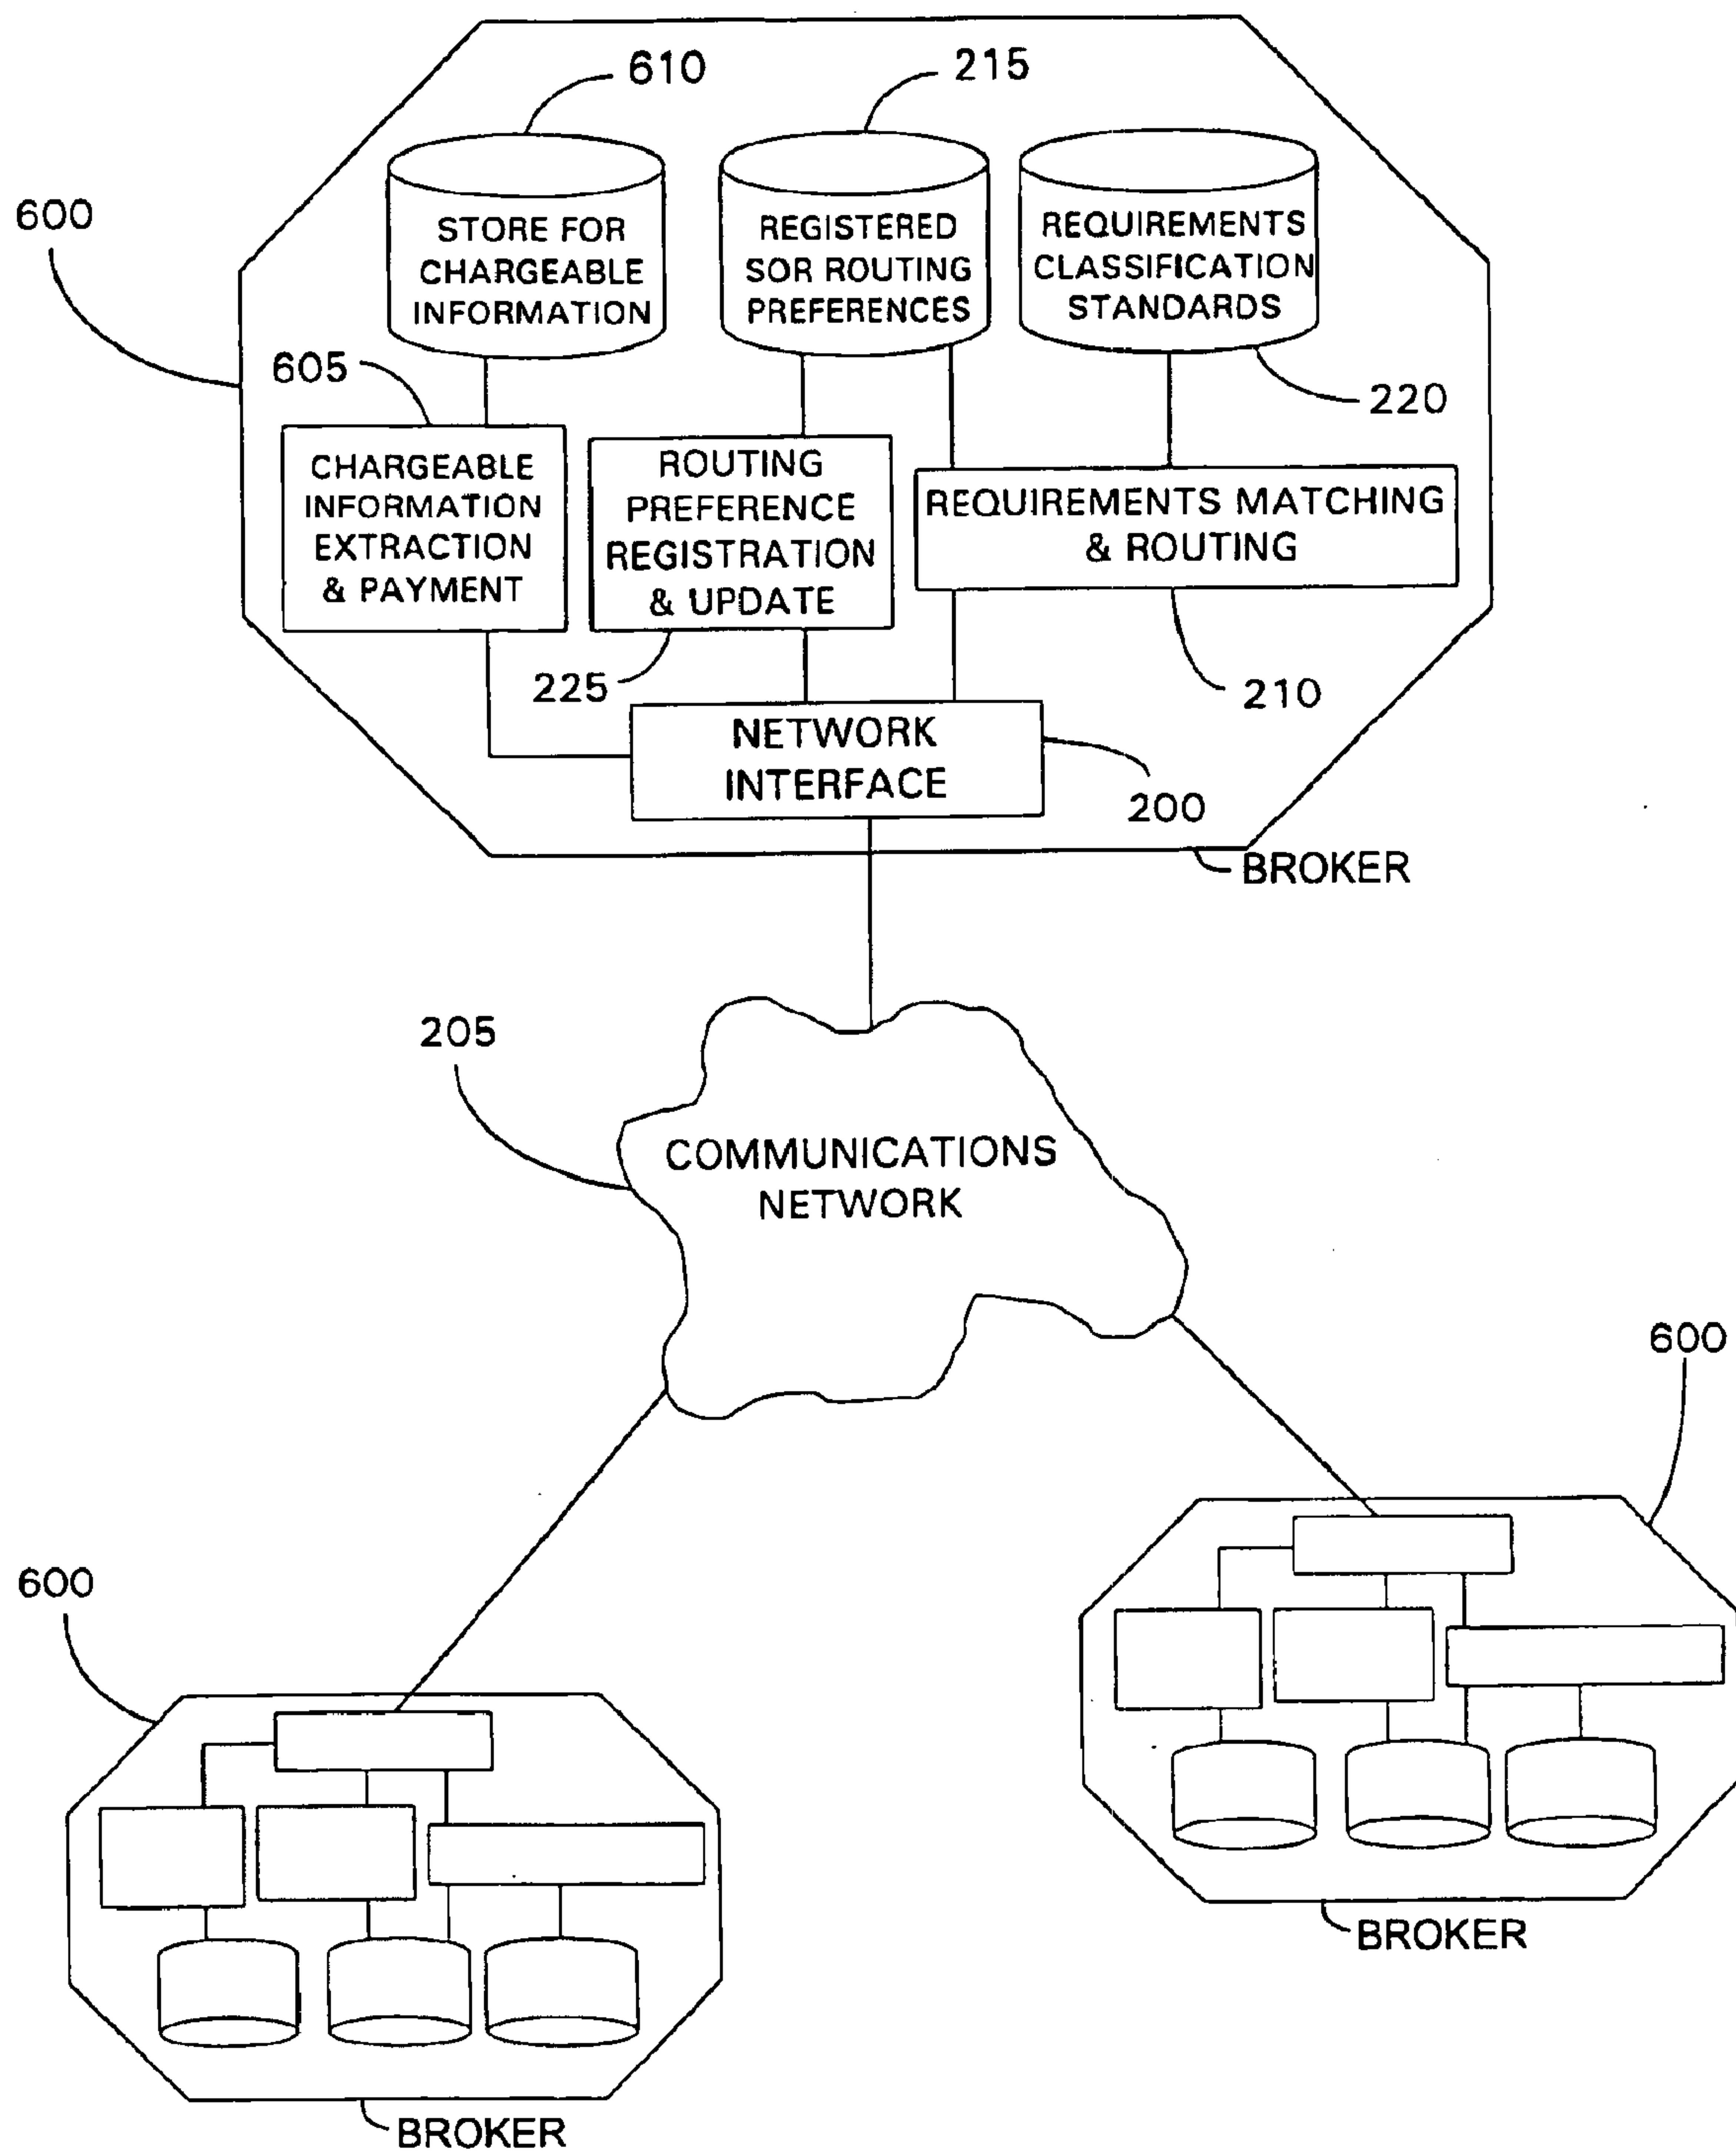 610
215
600
STORE FOR
CHARGEABLE
INFORMATION
REGISTERED
SOR ROUTING
PREFERENCES
REQUIREMENTS
CLASSIFICATION
STANDARDS
605
220
CHARGEABLE
INFORMATION
EXTRACTION
& PAYMENT
ROUTING
PREFERENCE
REGISTRATION
& UPDATE
REQUIREMENTS MATCHING
& ROUTING
225
210
NETWORK
INTERFACE
200
BROKER
205
COMMUNICATIONS
NETWORK
600
600
BROKER
BROKER